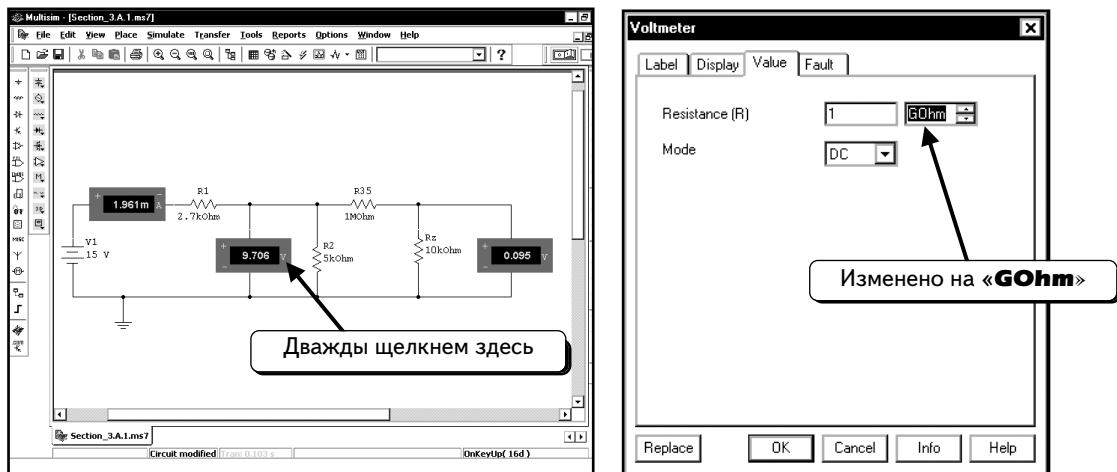 Multisim - [Section_3.A.1.ms7]
File Edit View Place Simulate Transfer Tools Reports Options Window Help
1.961m A
R1
2.7kOhm
R35
1MOhm
V1
15 V
9.706 V
R2
5kOhm
Rz
10kOhm
0.095 V
Дважды щелкнем здесь
Section_3.A.1.ms7
Circuit modified Tran: 0.103 s OnKeyUp( 16d )
Voltmeter
Label Display Value Fault
Resistance (R) 1 GOhm
Mode DC
Изменено на «GOhm»
Replace OK Cancel Info Help